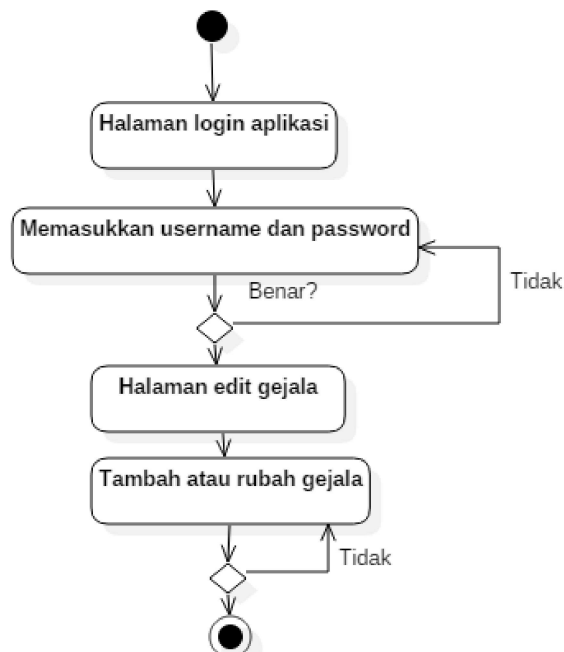 Halaman login aplikasi
Memasukkan username dan password
Tidak
Benar?
Halaman edit gejala
Tambah atau rubah gejala
Tidak